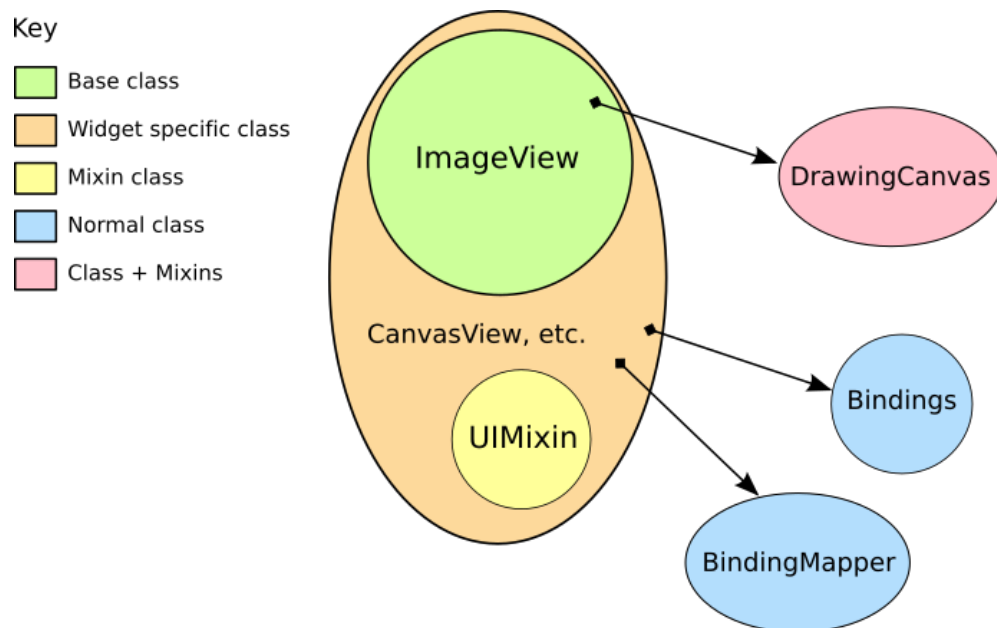 Key
Base class
Widget specific class
Mixin class
Normal class
Class + Mixins
ImageView
DrawingCanvas
CanvasView, etc.
Bindings
UIMixin
BindingMapper